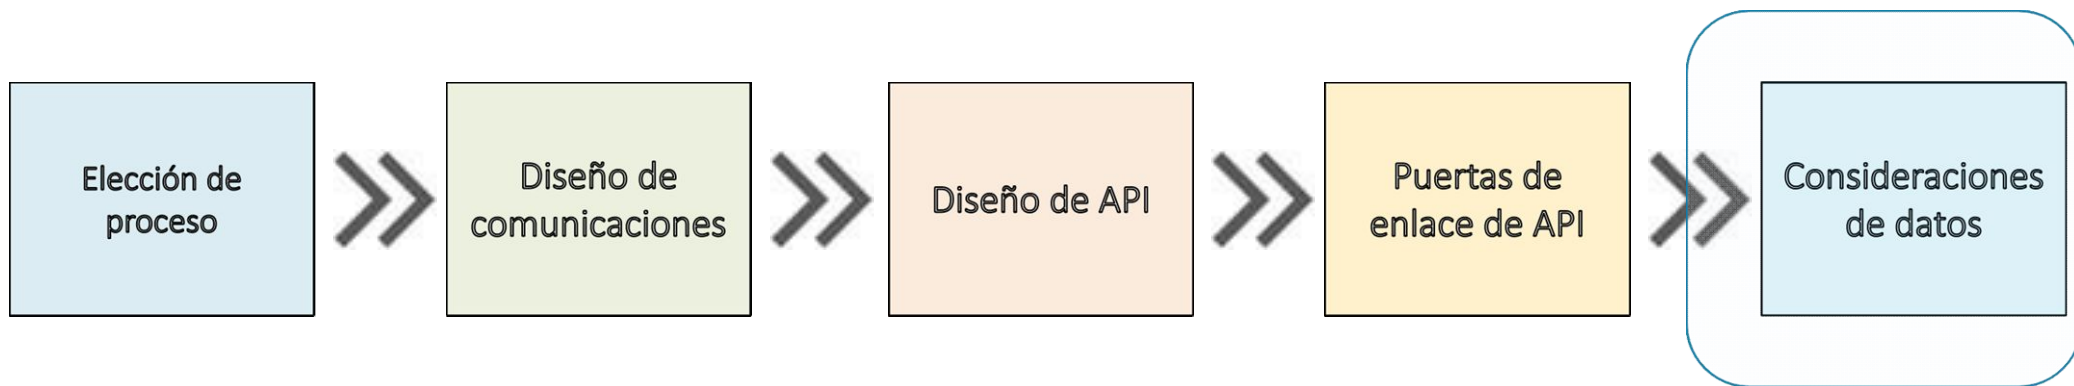 Elección de
proceso
Diseño de
comunicaciones
Diseño de API
Puertas de
enlace de API
Consideraciones
de datos